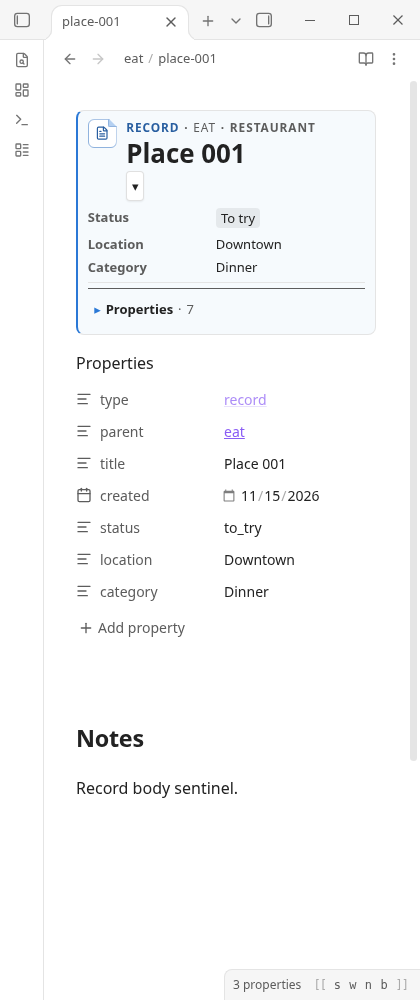 place-001
eat / place-001
RECORD · EAT · RESTAURANT
Place 001
Status To try
Location Downtown
Category Dinner
Properties · 7
Properties
type record
parent eat
title Place 001
created 11/15/2026
status to_try
location Downtown
category Dinner
Add property
Notes
Record body sentinel.
3 properties [[ s w n b ]]